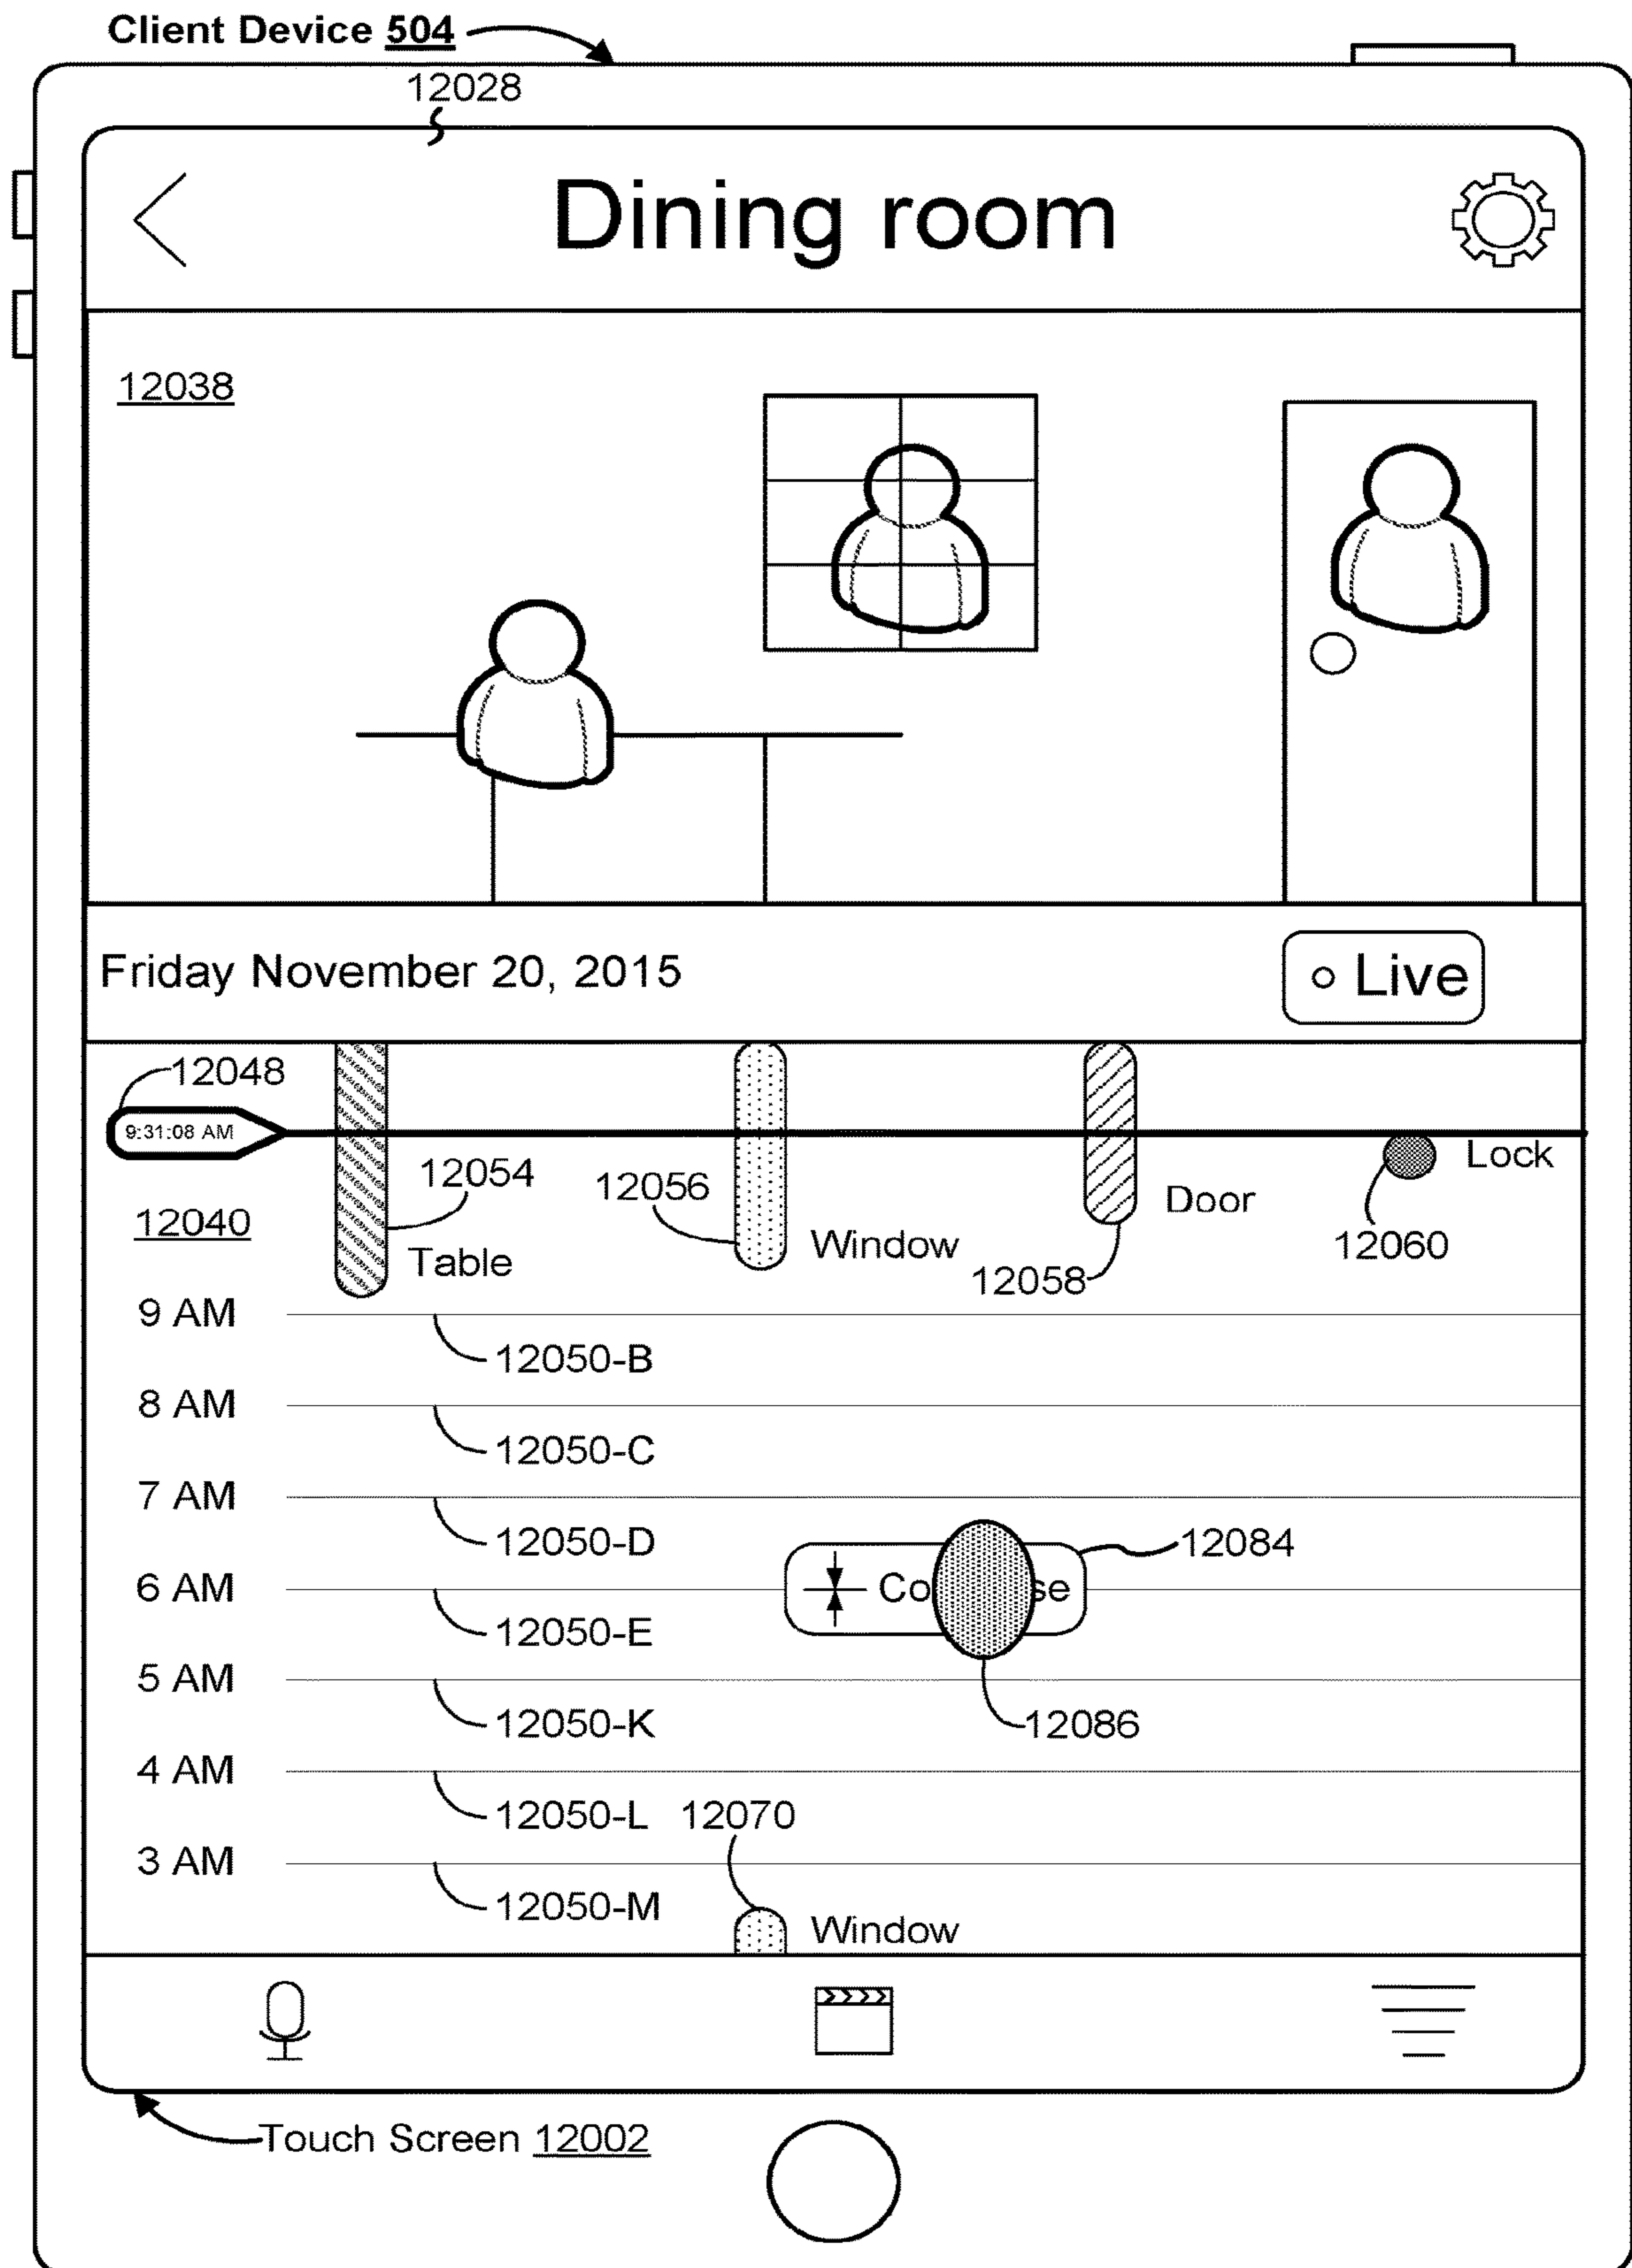 Client Device 504
12028
Dining room
12038
Friday November 20, 2015
Live
12048
9:31:08 AM
Lock
12054
12056
Door
12040
Window
12060
Table
12058
9 AM
12050-B
8 AM
12050-C
7 AM
12050-D
12084
6 AM
12050-E
5 AM
12050-K
12086
4 AM
12050-L
12070
3 AM
12050-M
Window
Touch Screen 12002